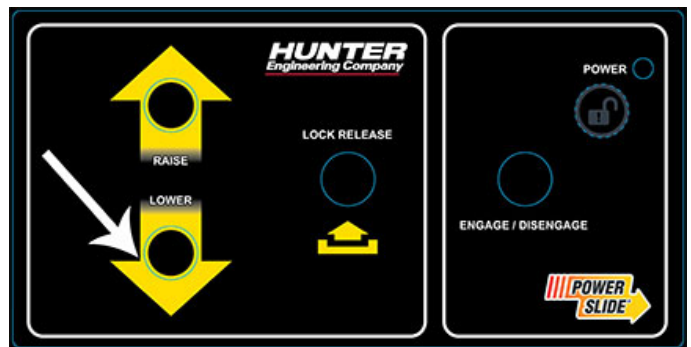 HUNTER
Engineering Company
RAISE
LOWER
LOCK RELEASE
POWER
ENGAGE / DISENGAGE
POWER
SLIDE